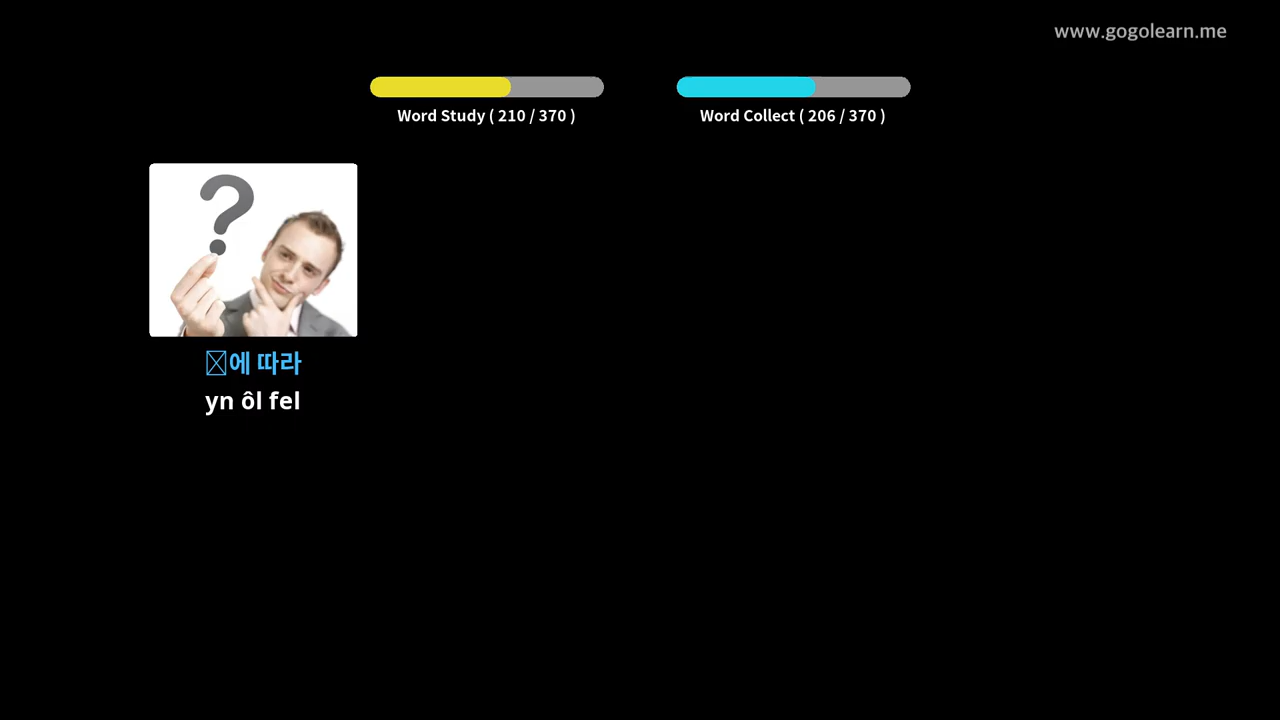 www.gogolearn.me
Word Study ( 210 / 370 )
Word Collect ( 206 / 370 )
에 따라
yn ôl fel